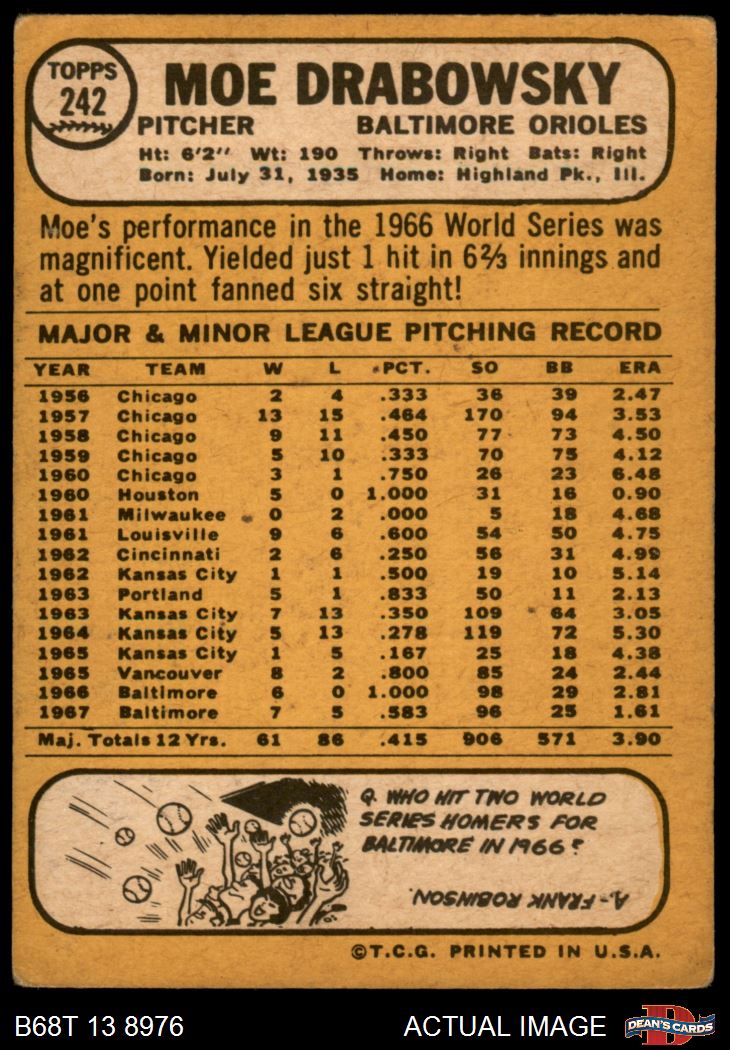 TOPPS
242
MOE DRABOWSKY
PITCHER BALTIMORE ORIOLES
Ht: 6'2" Wt: 190 Throws: Right Bats: Right
Born: July 31, 1935 Home: Highland Pk., Ill.
Moe's performance in the 1966 World Series was
magnificent. Yielded just 1 hit in 6⅔ innings and
at one point fanned six straight!
MAJOR & MINOR LEAGUE PITCHING RECORD
YEAR TEAM W L PCT. SO BB ERA
1956 Chicago 2 4 .333 36 39 2.47
1957 Chicago 13 15 .464 170 94 3.53
1958 Chicago 9 11 .450 77 73 4.50
1959 Chicago 5 10 .333 70 75 4.12
1960 Chicago 3 1 .750 26 23 6.48
1960 Houston 5 0 1.000 31 16 0.90
1961 Milwaukee 0 2 .000 5 18 4.68
1961 Louisville 9 6 .600 54 50 4.75
1962 Cincinnati 2 6 .250 56 31 4.99
1962 Kansas City 1 1 .500 19 10 5.14
1963 Portland 5 1 .833 50 11 2.13
1963 Kansas City 7 13 .350 109 64 3.05
1964 Kansas City 5 13 .278 119 72 5.30
1965 Kansas City 1 5 .167 25 18 4.38
1965 Vancouver 8 2 .800 85 24 2.44
1966 Baltimore 6 0 1.000 98 29 2.81
1967 Baltimore 7 5 .583 96 25 1.61
Maj. Totals 12 Yrs. 61 86 .415 906 571 3.90
Q. WHO HIT TWO WORLD
SERIES HOMERS FOR
BALTIMORE IN 1966?
A-FRANK ROBINSON.
©T.C.G. PRINTED IN U.S.A.
B68T 13 8976 ACTUAL IMAGE
D
DEAN'S CARDS